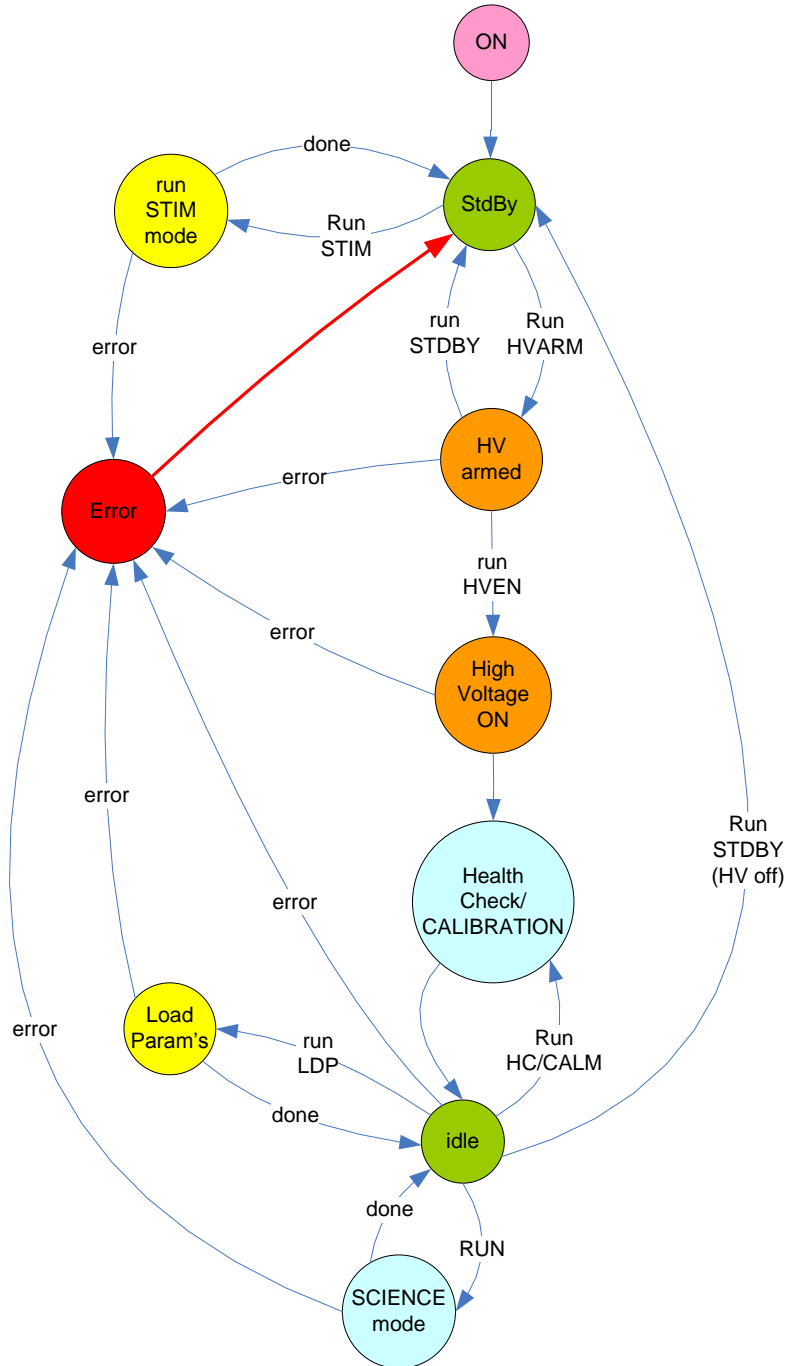 ON
done
run
STIM
mode
StdBy
Run
STIM
error
run
STDBY
Run
HVARM
HV
armed
error
Error
run
HVEN
error
High
Voltage
ON
error
Run
STDBY
(HV off)
Health
Check/
CALIBRATION
error
Load
Param's
error
run
LDP
Run
HC/CALM
done
idle
done
RUN
SCIENCE
mode